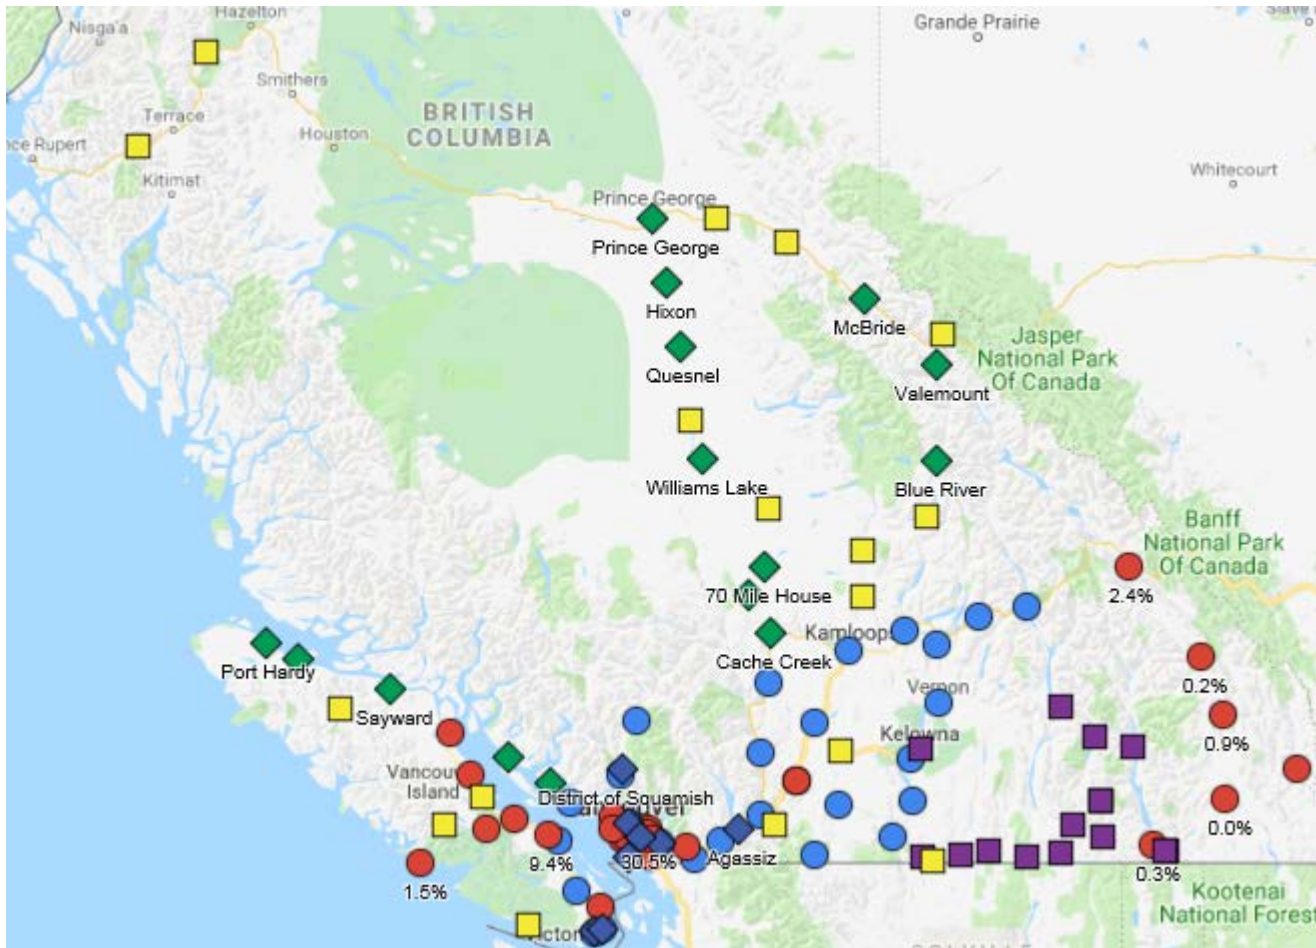 Hazelton
Nisga'a
Grande Prairie
Slave
Smithers
BRITISH
COLUMBIA
Terrace
Houston
nce Rupert
Whitecourt
Kitimat
Prince George
Prince George
Hixon
McBride
Jasper
National Park
Of Canada
Quesnel
Valemount
Williams Lake
Blue River
Banff
National Park
Of Canada
70 Mile House
2.4%
Kamloops
Cache Creek
Port Hardy
0.2%
Vernon
Sayward
Kelowna
0.9%
Vancou
Island
District of Squamish
0.0%
9.4%
30.5%
Agassiz
0.3%
1.5%
Kootenai
National Forest
Victor